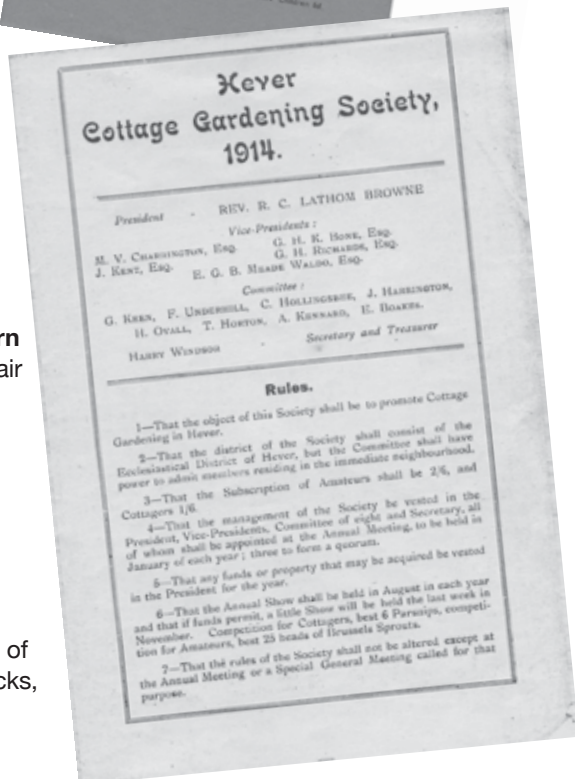 Hever
Cottage Gardening Society,
1914.
President - REV. R. C. LATHOM BROWNE
Vice-Presidents :
M. V. CHARRINGTON, Esq. G. H. K. BONE, Esq.
J. KENT, Esq. G. H. RICHARDS, Esq.
E. G. B. MEADE WALDO, Esq.
Committee :
G. KEEN, F. UNDERHILL, C. HOLLINGSBEE, J. HARRINGTON,
H. OVALL, T. HORTON, A. KENNARD, E. BOAKES.
HARRY WINDSOR - Secretary and Treasurer
Rules.
1—That the object of this Society shall be to promote Cottage
Gardening in Hever.
2—That the district of the Society shall consist of the
Ecclesiastical District of Hever, but the Committee shall have
power to admit members residing in the immediate neighbourhood.
3—That the Subscription of Amateurs shall be 2/6, and
Cottagers 1/6.
4—That the management of the Society be vested in the
President, Vice-Presidents, Committee of eight and Secretary, all
of whom shall be appointed at the Annual Meeting, to be held in
January of each year ; three to form a quorum.
5—That any funds or property that may be acquired be vested
in the President for the year.
6—That the Annual Show shall be held in August in each year
and that if funds permit, a little Show will be held the last week in
November. Competition for Cottagers, best 6 Parsnips, competi-
tion for Amateurs, best 25 heads of Brussels Sprouts.
7—That the rules of the Society shall not be altered except at
the Annual Meeting or a Special General Meeting called for that
purpose.
rn
air
of
cks,